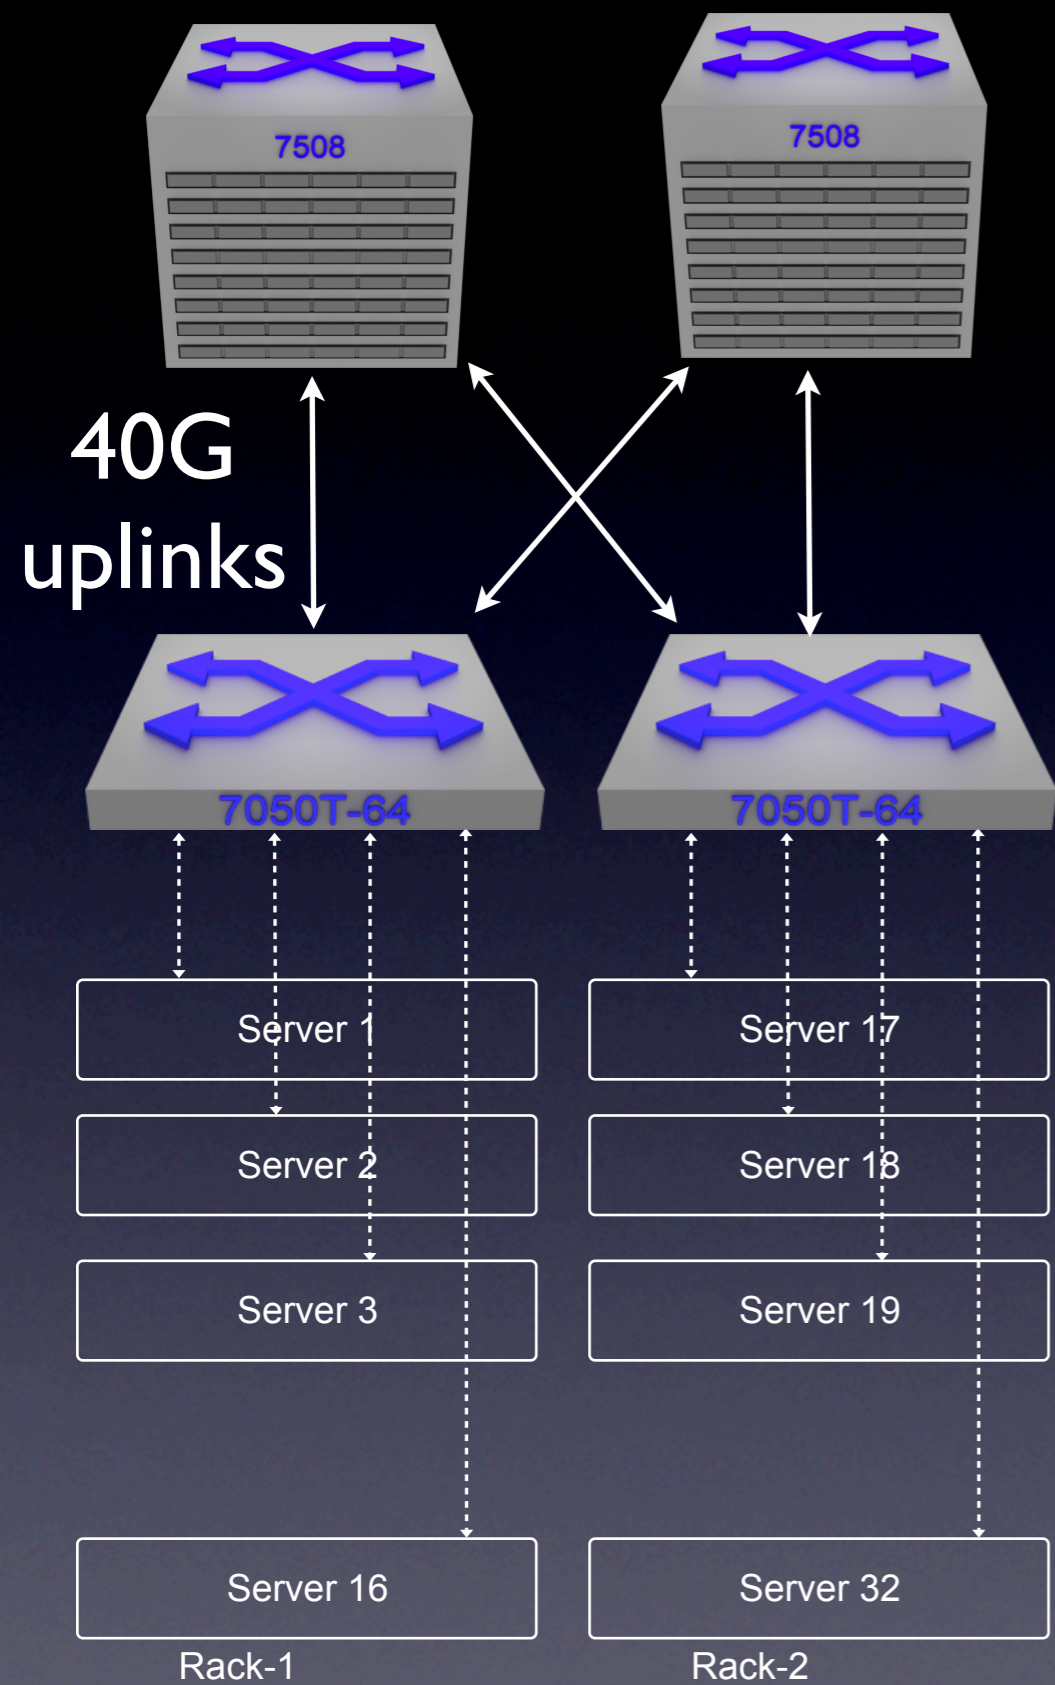 7508
7508
40G
uplinks
7050T-64
7050T-64
Server 1
Server 17
Server 2
Server 18
Server 3
Server 19
Server 16
Server 32
Rack-1
Rack-2